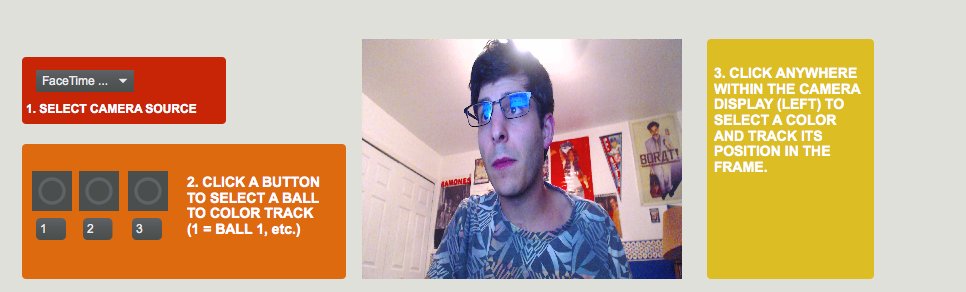 FaceTime ...
1. SELECT CAMERA SOURCE
2. CLICK A BUTTON
TO SELECT A BALL
TO COLOR TRACK
(1 = BALL 1, etc.)
1
2
3
RAMONES
BORAT
3. CLICK ANYWHERE
WITHIN THE CAMERA
DISPLAY (LEFT) TO
SELECT A COLOR
AND TRACK ITS
POSITION IN THE
FRAME.